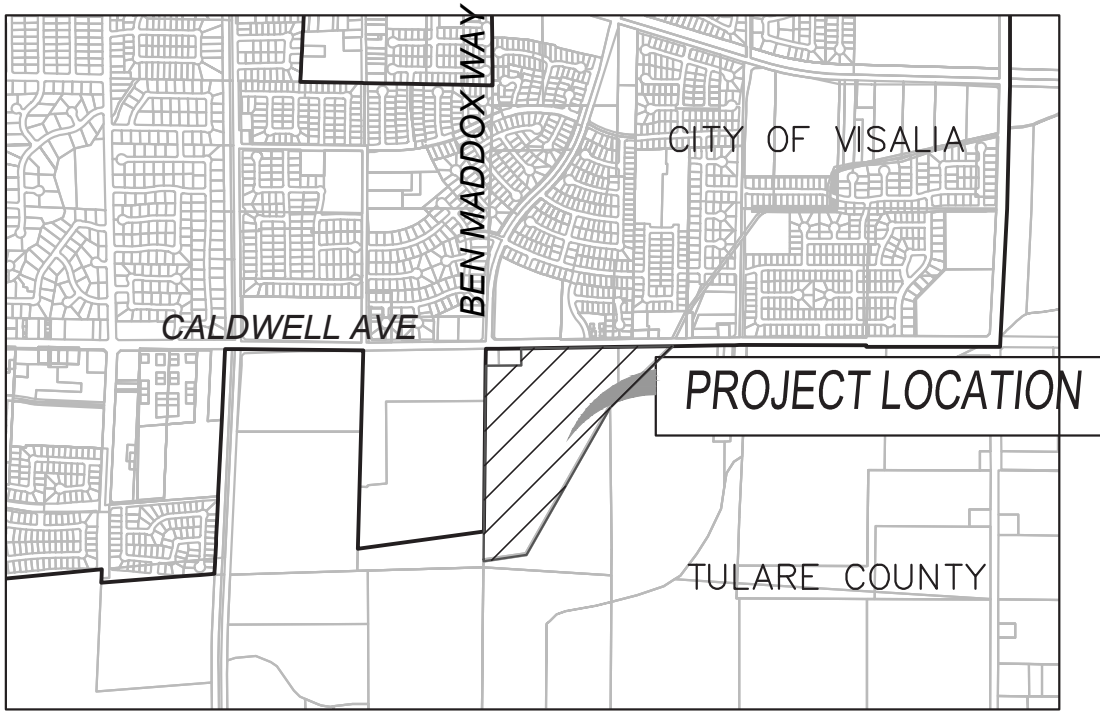 BEN MADDOX WAY
CITY OF VISALIA
CALDWELL AVE
PROJECT LOCATION
TULARE COUNTY